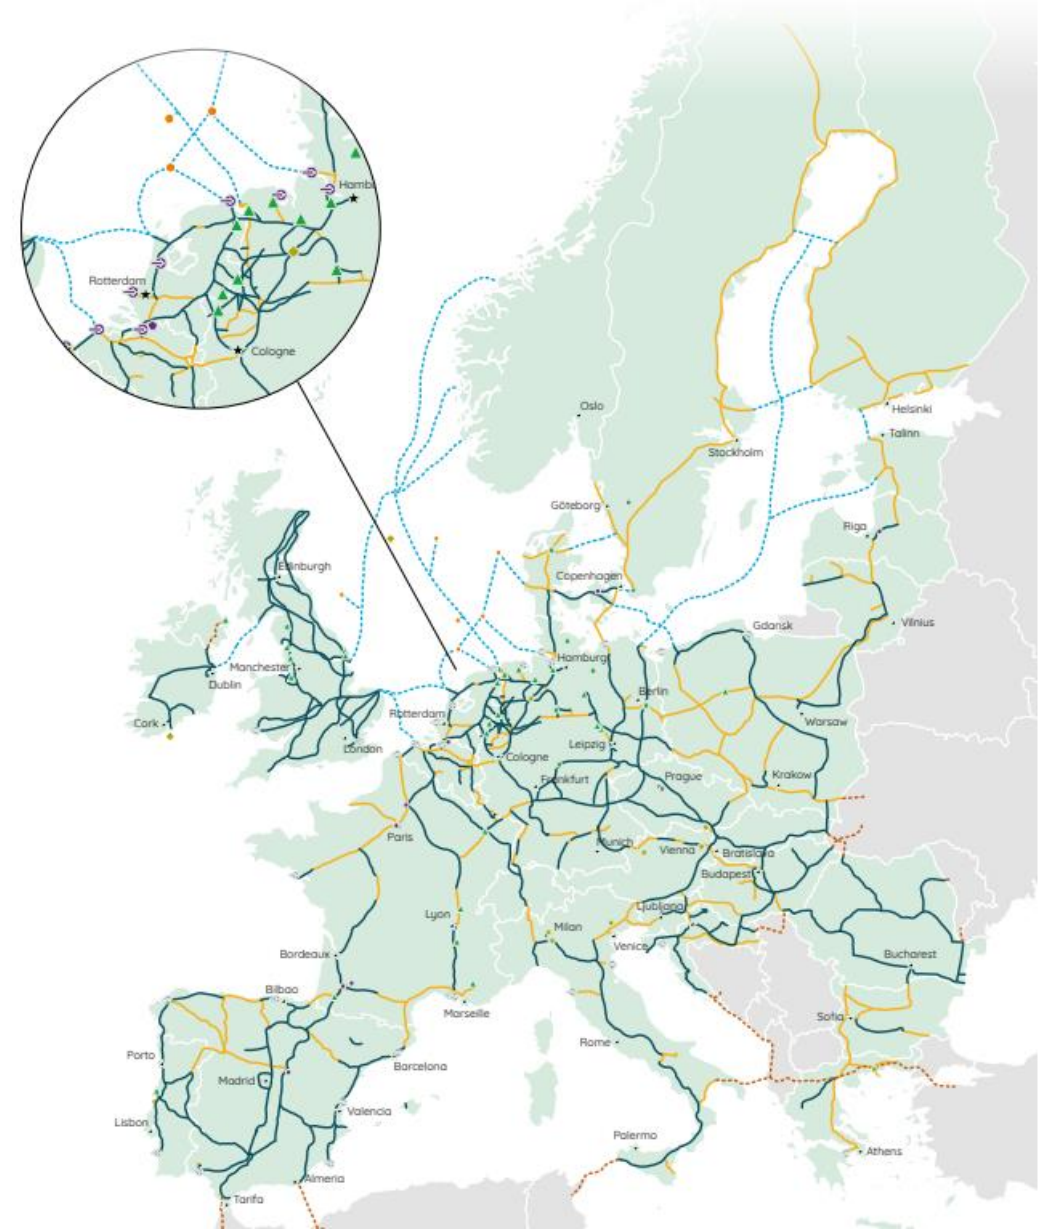 Hamb
Rotterdam
Cologne
Oslo
Helsinki
Talinn
Stockholm
Göteborg
Riga
Edinburgh
Copenhagen
Vilnius
Gdansk
Manchester
Hamburg
Dublin
Berlin
Cork
Rotterdam
Warsaw
London
Leipzig
Cologne
Frankfurt
Prague
Krakow
Paris
Munich
Vienna
Bratislava
Budapest
Ljubljana
Lyon
Milan
Venice
Bordeaux
Bucharest
Bilbao
Marseille
Sofia
Rome
Porto
Barcelona
Madrid
Valencia
Lisbon
Palermo
Athens
Almeria
Tarifa